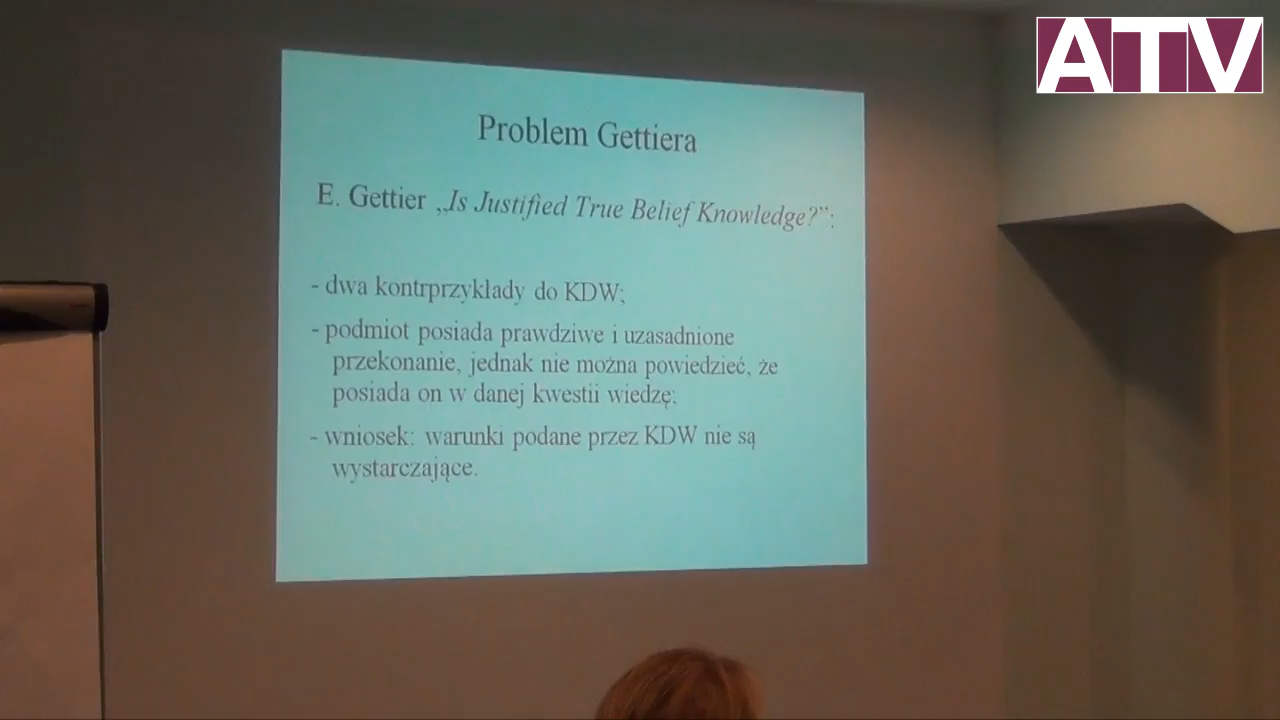 ATV
Problem Gettiera
E. Gettier „Is Justified True Belief Knowledge?”:
- dwa kontrprzykłady do KDW;
- podmiot posiada prawdziwe i uzasadnione
przekonanie, jednak nie można powiedzieć, że
posiada on w danej kwestii wiedzę;
- wniosek: warunki podane przez KDW nie są
wystarczające.